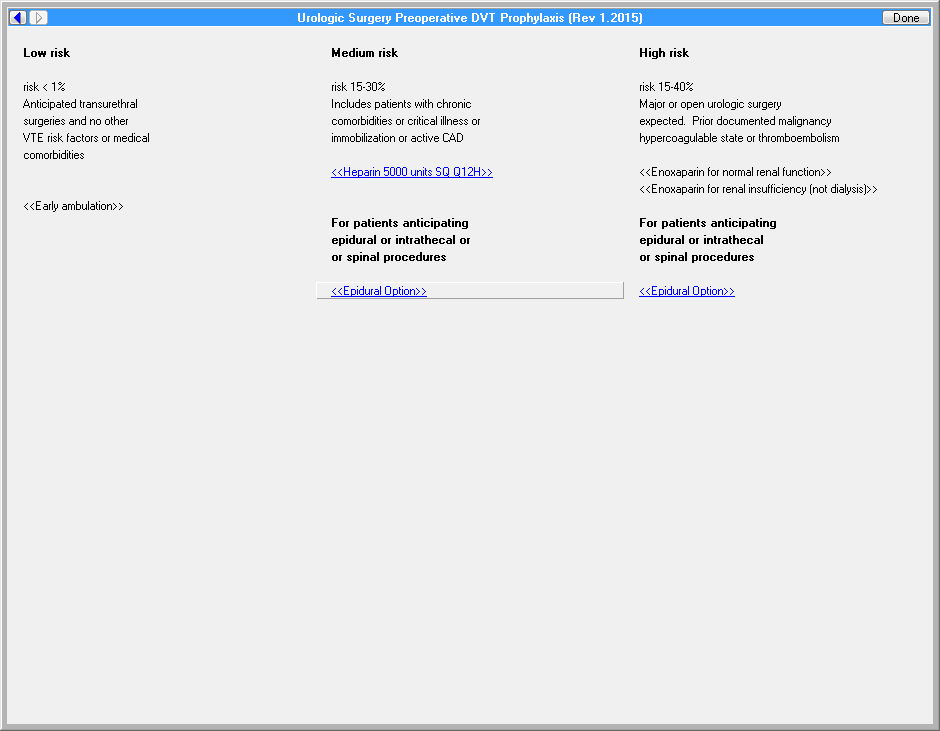 Urologic Surgery Preoperative DVT Prophylaxis (Rev 1.2015)
Done
Low risk
risk < 1%
Anticipated transurethral
surgeries and no other
VTE risk factors or medical
comorbidities
<<Early ambulation>>
Medium risk
risk 15-30%
Includes patients with chronic
comorbidities or critical illness or
immobilization or active CAD
<<Heparin 5000 units SQ Q12H>>
For patients anticipating
epidural or intrathecal or
or spinal procedures
<<Epidural Option>>
High risk
risk 15-40%
Major or open urologic surgery
expected.  Prior documented malignancy
hypercoagulable state or thromboembolism
<<Enoxaparin for normal renal function>>
<<Enoxaparin for renal insufficiency (not dialysis)>>
For patients anticipating
epidural or intrathecal
or spinal procedures
<<Epidural Option>>